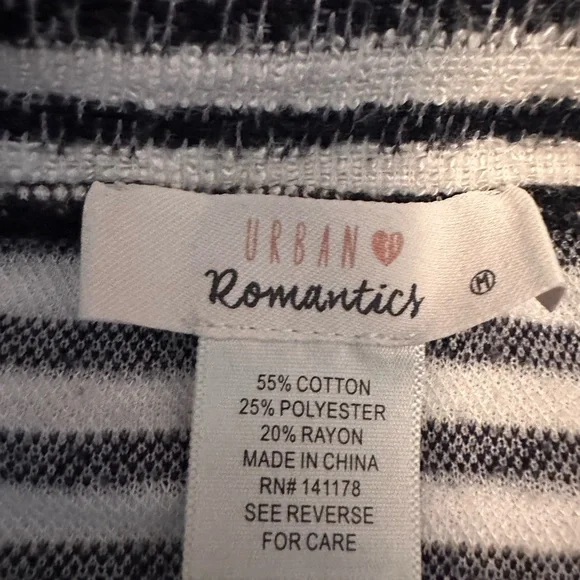 URBAN
Romantics
M
55% COTTON
25% POLYESTER
20% RAYON
MADE IN CHINA
RN# 141178
SEE REVERSE
FOR CARE